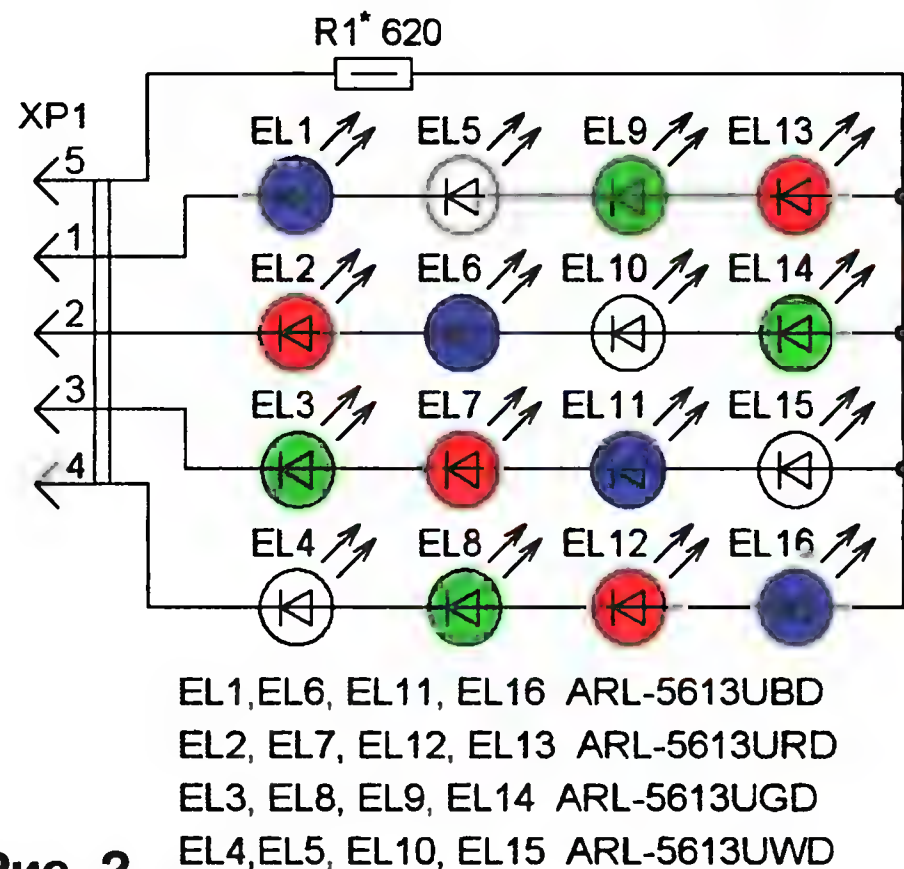 R1* 620
XP1
5
1
2
3
4
EL1 EL5 EL9 EL13
EL2 EL6 EL10 EL14
EL3 EL7 EL11 EL15
EL4 EL8 EL12 EL16
EL1,EL6, EL11, EL16 ARL-5613UBD
EL2, EL7, EL12, EL13 ARL-5613URD
EL3, EL8, EL9, EL14 ARL-5613UGD
EL4,EL5, EL10, EL15 ARL-5613UWD